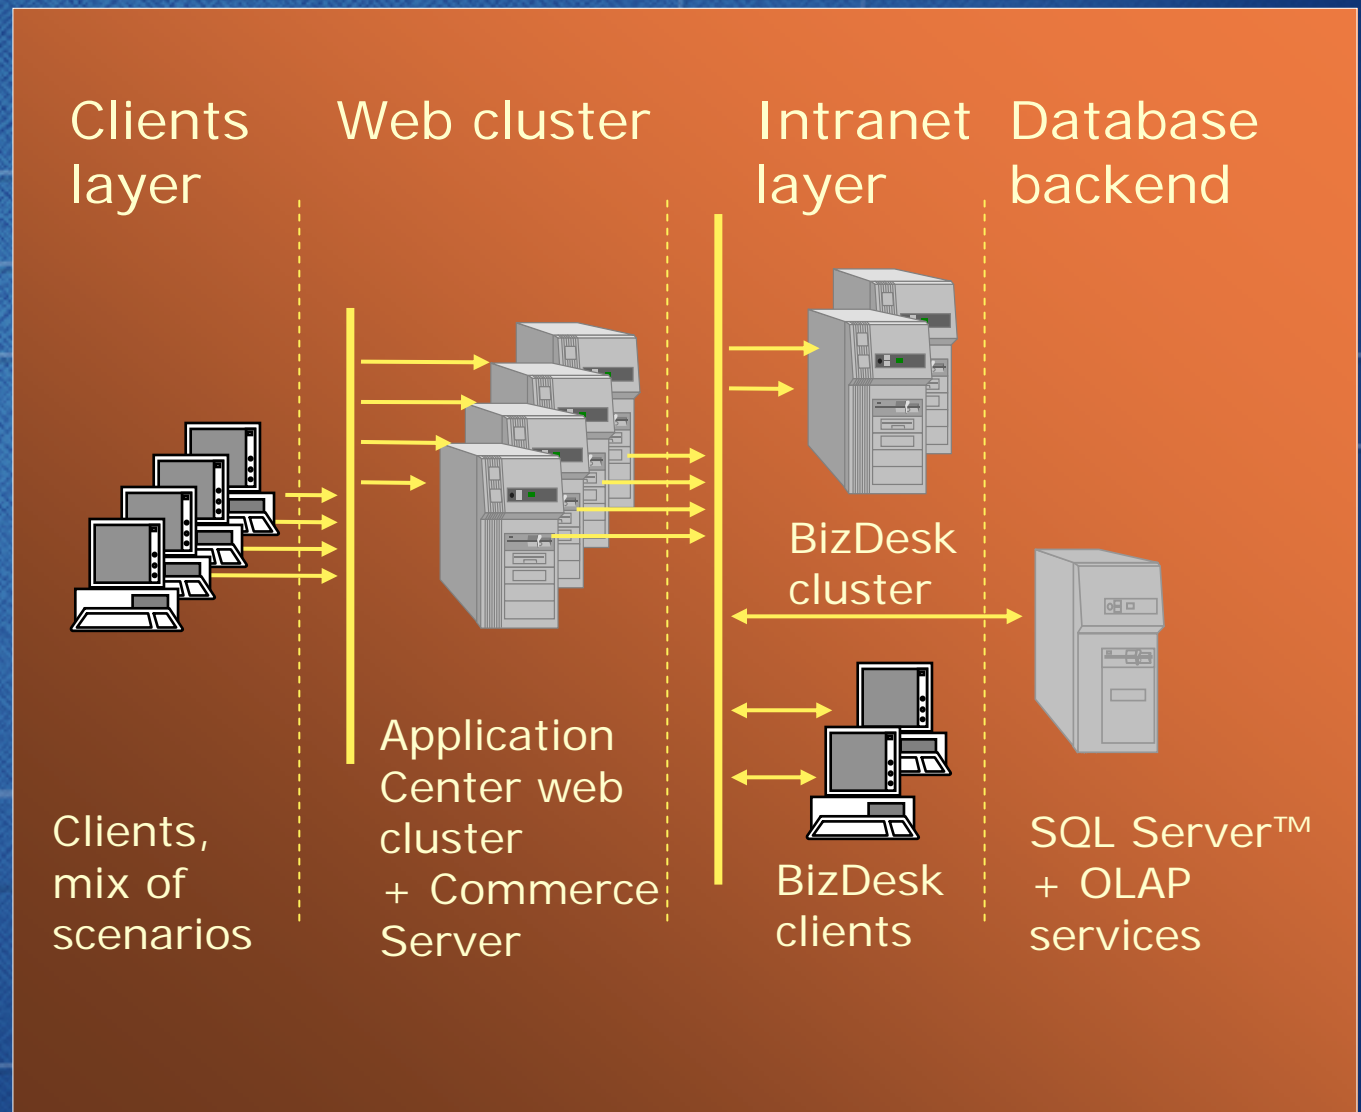 Clients
layer
Web cluster
Intranet
layer
Database
backend
BizDesk
cluster
Application
Center web
cluster
+ Commerce
Server
Clients,
mix of
scenarios
BizDesk
clients
SQL Server™
+ OLAP
services